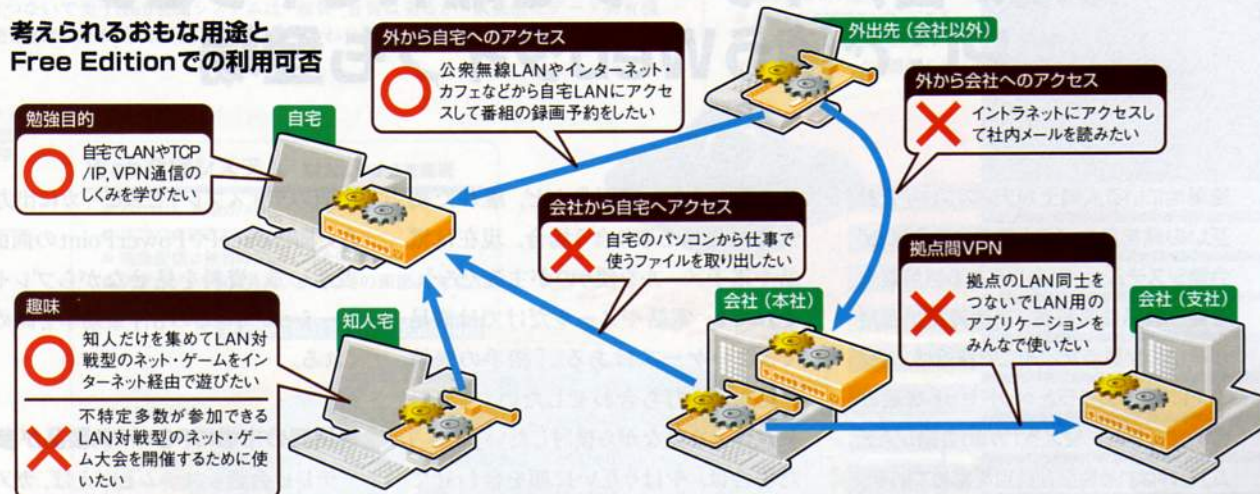 考えられるおもな用途と
Free Editionでの利用可否
外から自宅へのアクセス
公衆無線LANやインターネット・
カフェなどから自宅LANにアクセ
スして番組の録画予約をしたい
外出先（会社以外）
外から会社へのアクセス
イントラネットにアクセスし
て社内メールを読みたい
勉強目的
自宅でLANやTCP
/IP, VPN通信の
しくみを学びたい
自宅
会社から自宅へアクセス
自宅のパソコンから仕事で
使うファイルを取り出したい
拠点間VPN
拠点のLAN同士を
つないでLAN用の
アプリケーションを
みんなで使いたい
趣味
知人だけを集めてLAN対
戦型のネット・ゲームをイン
ターネット経由で遊びたい
不特定多数が参加できる
LAN対戦型のネット・ゲー
ム大会を開催するために使
いたい
知人宅
会社（本社）
会社（支社）